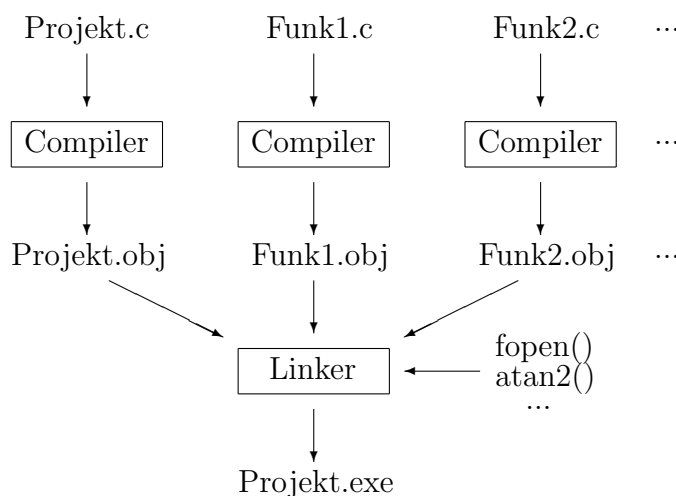 Projekt.c Funk1.c Funk2.c ...
Compiler Compiler Compiler ...
Projekt.obj Funk1.obj Funk2.obj ...
fopen()
Linker atan2()
...
Projekt.exe